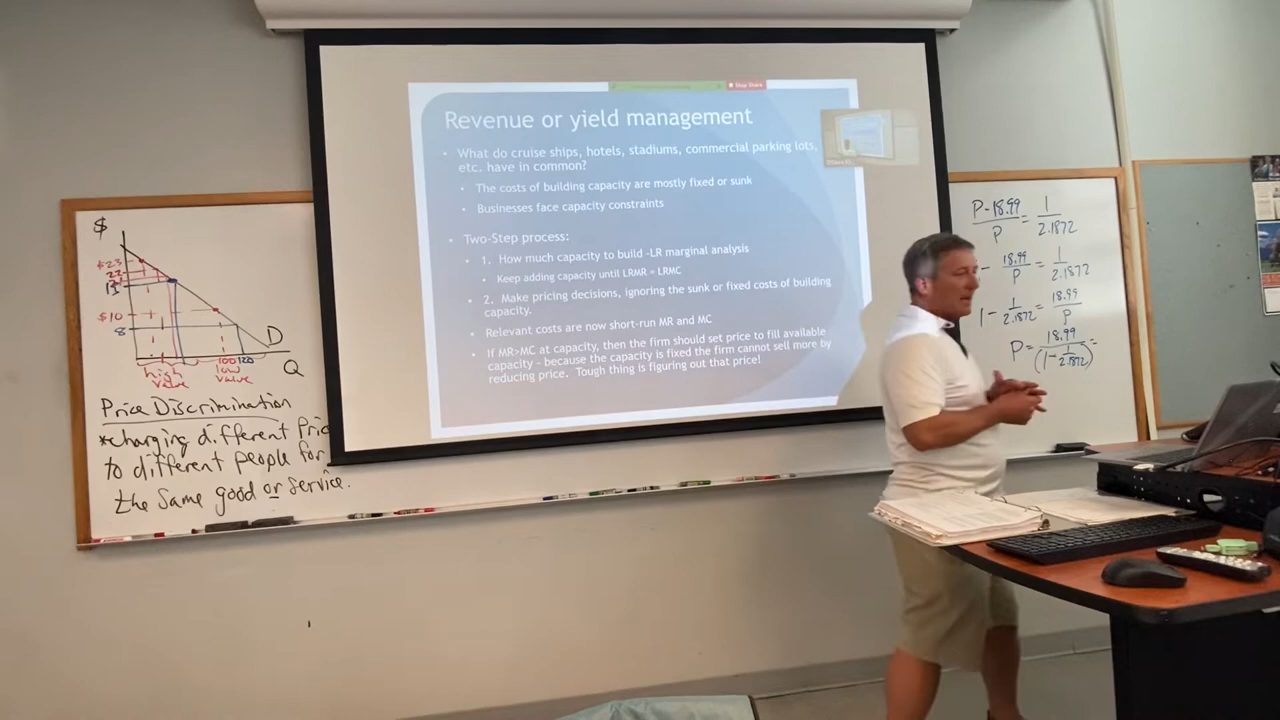 Stop Share
Revenue or yield management
• What do cruise ships, hotels, stadiums, commercial parking lots,
etc. have in common?
• The costs of building capacity are mostly fixed or sunk
• Businesses face capacity constraints
• Two-Step process:
• 1. How much capacity to build -LR marginal analysis
• Keep adding capacity until LRMR = LRMC
• 2. Make pricing decisions, ignoring the sunk or fixed costs of building
capacity.
• Relevant costs are now short-run MR and MC
• If MR>MC at capacity, then the firm should set price to fill available
capacity - because the capacity is fixed the firm cannot sell more by
reducing price. Tough thing is figuring out that price!
$
$23
22
$10
8
D
100 120
Q
high low
value value
Price Discrimination
*charging different Pric
to different people for
the same good or service.
P-18.99/P = 1/2.1872
- 18.99/P = 1/2.1872
1 - 1/2.1872 = 18.99/P
P = 18.99/(1 - 1/2.1872) =